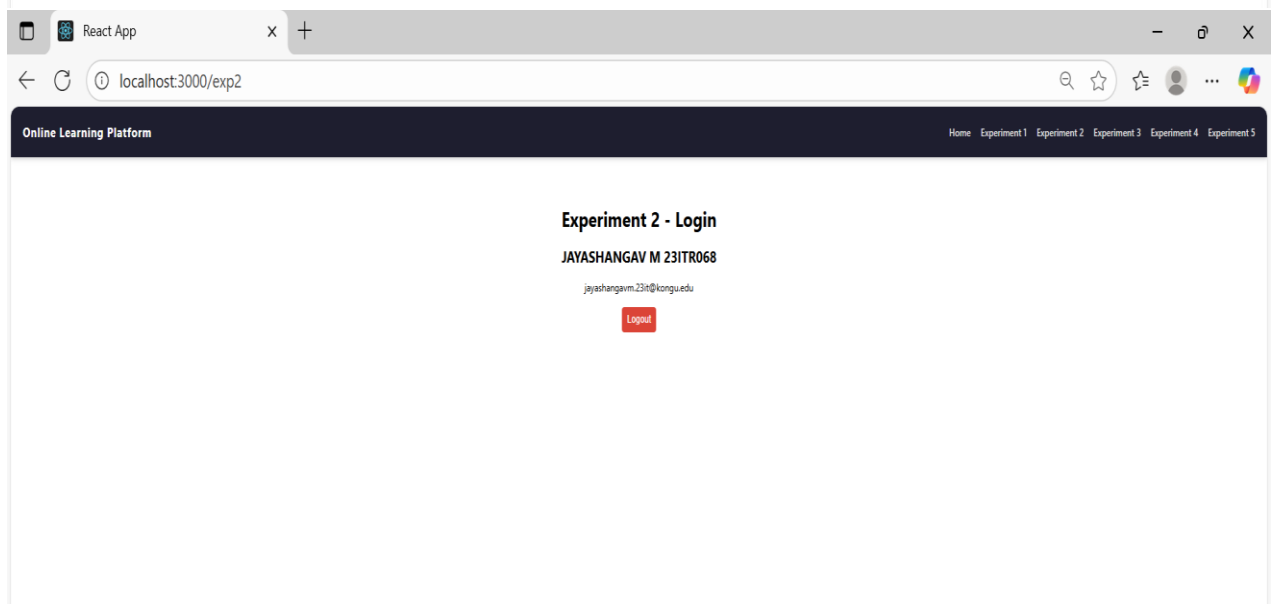 React App
localhost:3000/exp2
Online Learning Platform
Home Experiment 1 Experiment 2 Experiment 3 Experiment 4 Experiment 5
Experiment 2 - Login
JAYASHANGAV M 23ITR068
jayashangavm.23it@kongu.edu
Logout